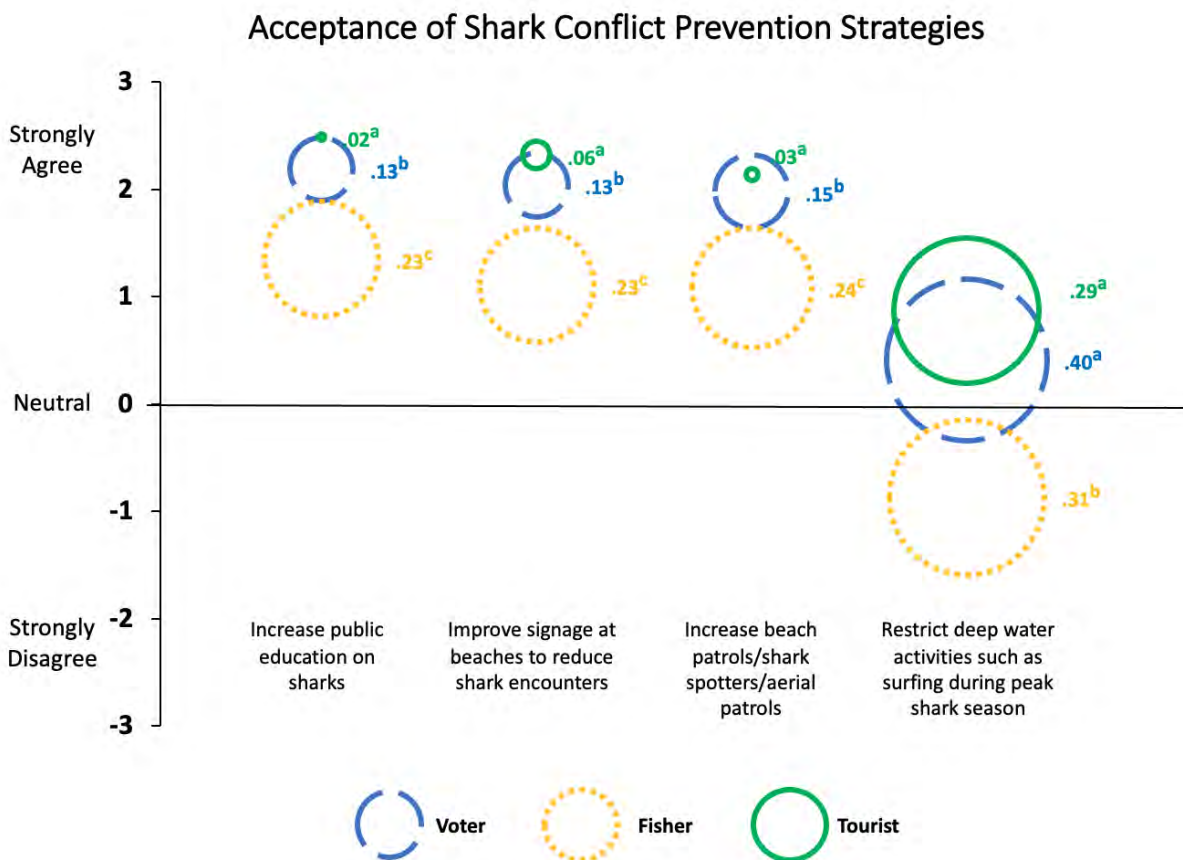 Acceptance of Shark Conflict Prevention Strategies
3
Strongly
Agree
2
1
Neutral
0
-1
-2
Strongly
Disagree
-3
.02a
.13b
.23c
.06a
.13b
.23c
.03a
.15b
.24c
.29a
.40a
.31b
Increase public
education on
sharks
Improve signage at
beaches to reduce
shark encounters
Increase beach
patrols/shark
spotters/aerial
patrols
Restrict deep water
activities such as
surfing during peak
shark season
Voter
Fisher
Tourist